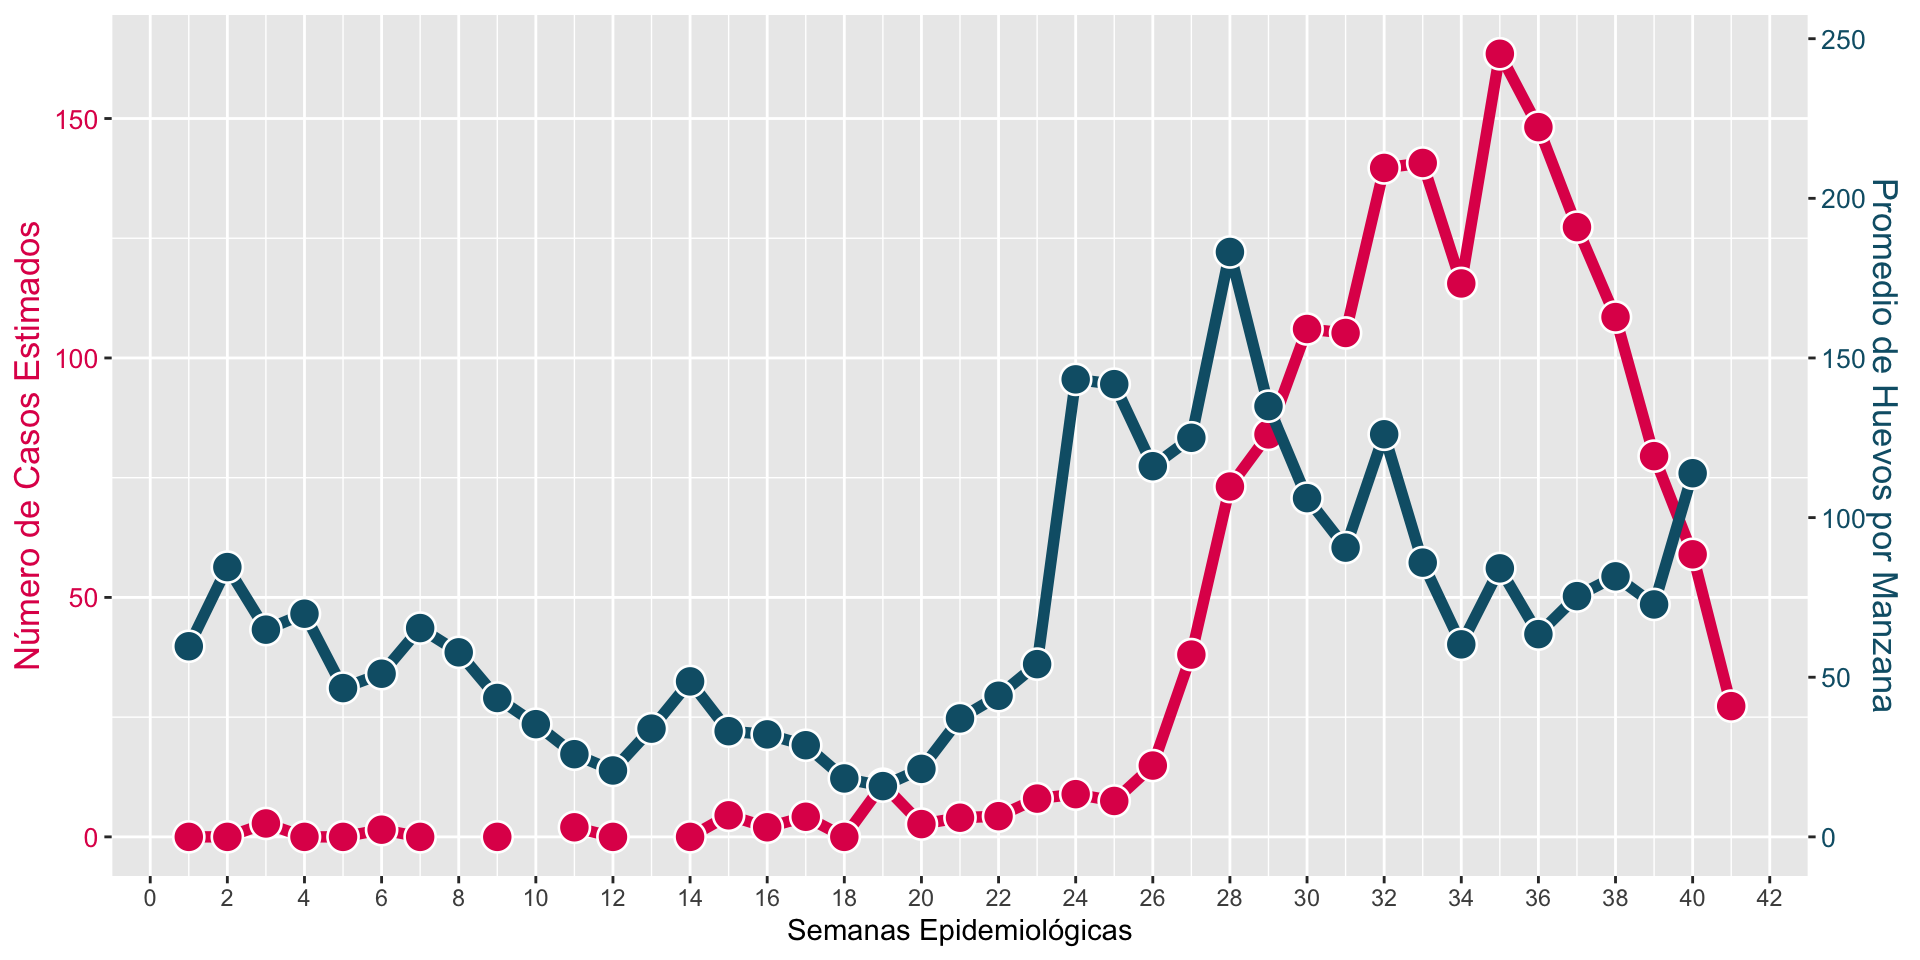 Número de Casos Estimados
150
100
50
0
250
200
150
100
50
0
Promedio de Huevos por Manzana
0 2 4 6 8 10 12 14 16 18 20 22 24 26 28 30 32 34 36 38 40 42
Semanas Epidemiológicas